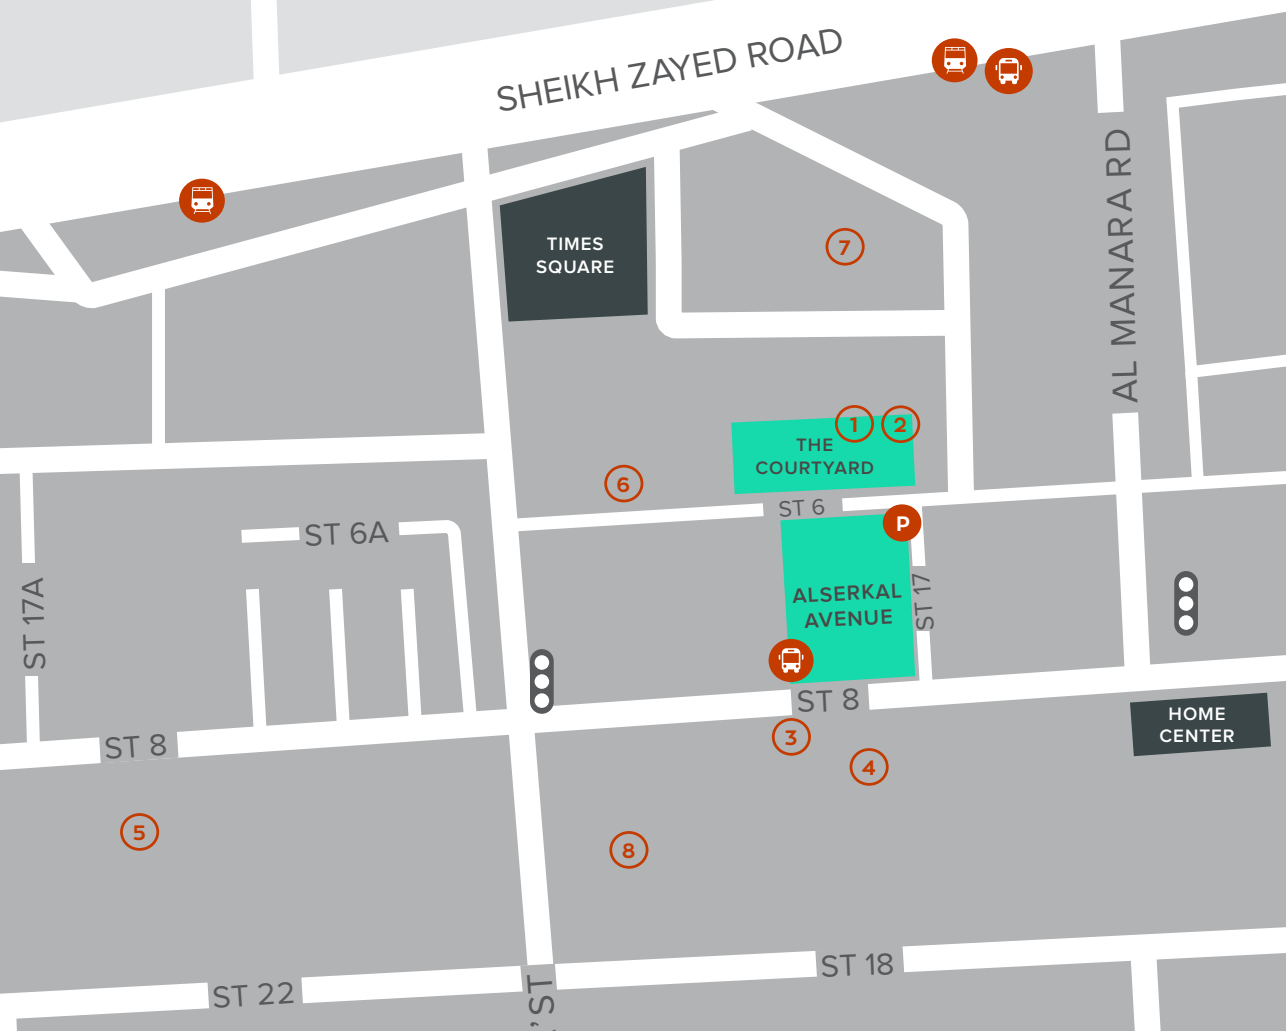 SHEIKH ZAYED ROAD
AL MANARA RD
TIMES
SQUARE
7
1
2
THE
COURTYARD
6
ST 6
P
ST 6A
ST 17A
ALSERKAL
AVENUE
ST 17
ST 8
ST 8
HOME
CENTER
3
4
5
8
ST 18
ST 22
ST